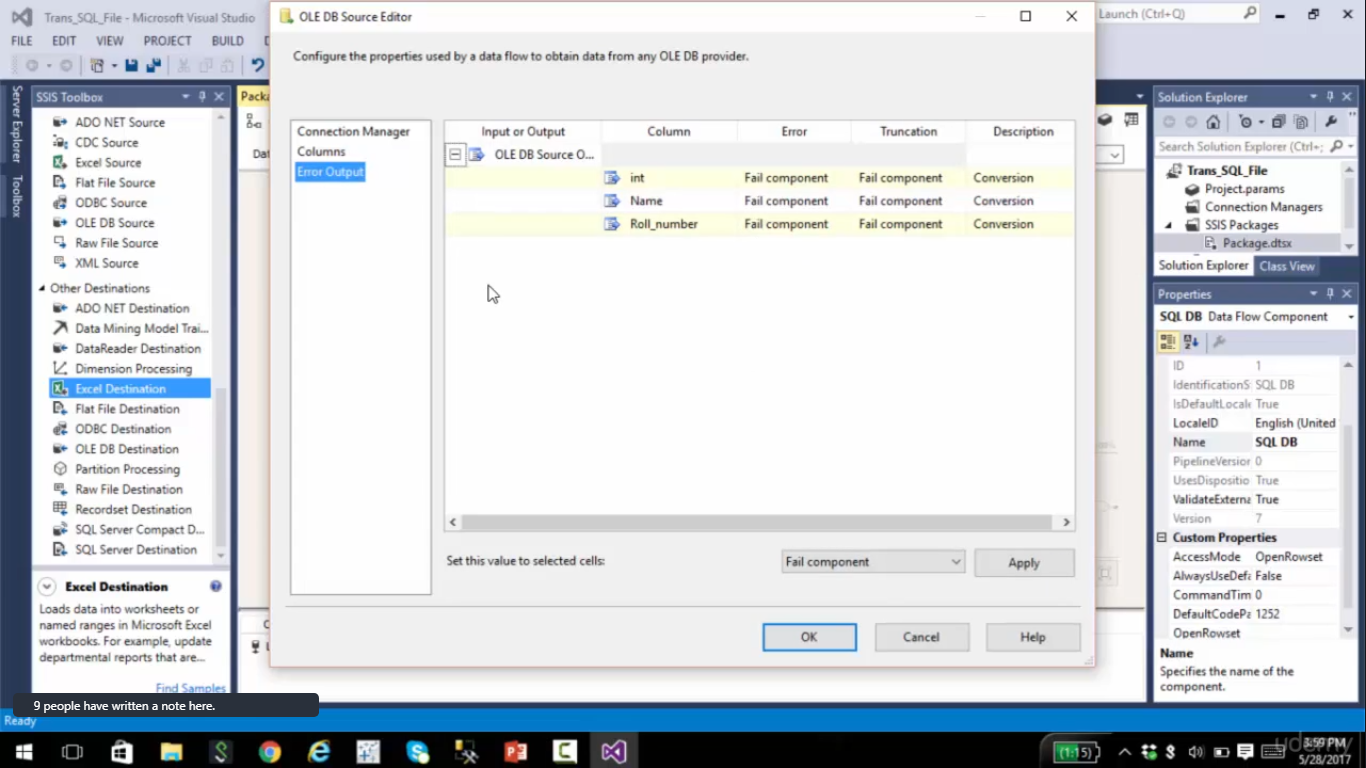 Trans_SQL_File - Microsoft Visual Studio
OLE DB Source Editor
Launch (Ctrl+Q)
FILE EDIT VIEW PROJECT BUILD
Configure the properties used by a data flow to obtain data from any OLE DB provider.
Server Explorer
Toolbox
SSIS Toolbox
ADO NET Source
CDC Source
Excel Source
Flat File Source
ODBC Source
OLE DB Source
Raw File Source
XML Source
Other Destinations
ADO NET Destination
Data Mining Model Trai...
DataReader Destination
Dimension Processing
Excel Destination
Flat File Destination
ODBC Destination
OLE DB Destination
Partition Processing
Raw File Destination
Recordset Destination
SQL Server Compact D...
SQL Server Destination
Excel Destination
Loads data into worksheets or
named ranges in Microsoft Excel
workbooks. For example, update
departmental reports that are...
Find Samples
9 people have written a note here.
Ready
Connection Manager
Columns
Error Output
Input or Output Column Error Truncation Description
OLE DB Source O...
int Fail component Fail component Conversion
Name Fail component Fail component Conversion
Roll_number Fail component Fail component Conversion
Set this value to selected cells: Fail component Apply
OK Cancel Help
Solution Explorer
Search Solution Explorer (Ctrl+;
Trans_SQL_File
Project.params
Connection Managers
SSIS Packages
Package.dtsx
Solution Explorer Class View
Properties
SQL DB Data Flow Component
ID 1
IdentificationS SQL DB
IsDefaultLocale True
LocaleID English (United
Name SQL DB
PipelineVersior 0
UsesDispositio True
ValidateExterna True
Version 7
Custom Properties
AccessMode OpenRowset
AlwaysUseDefa False
CommandTim 0
DefaultCodePa 1252
OpenRowset
Name
Specifies the name of the
component.
(1:15)
3:59 PM
5/28/2017
udemy